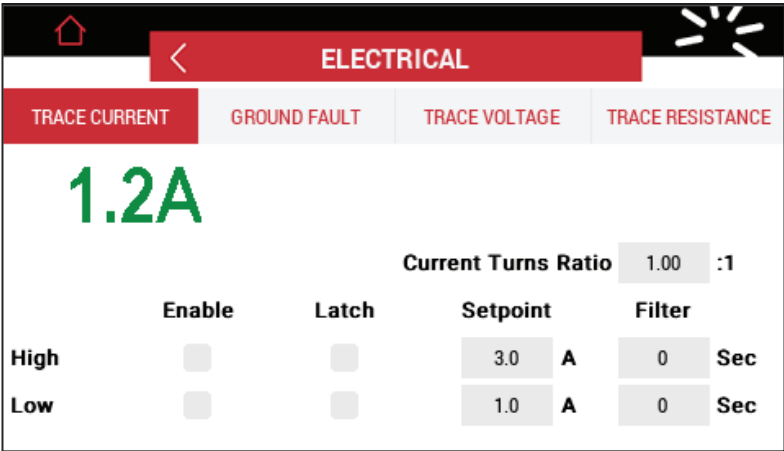 ELECTRICAL
TRACE CURRENT GROUND FAULT TRACE VOLTAGE TRACE RESISTANCE
1.2A
Current Turns Ratio 1.00 :1
Enable Latch Setpoint Filter
High 3.0 A 0 Sec
Low 1.0 A 0 Sec